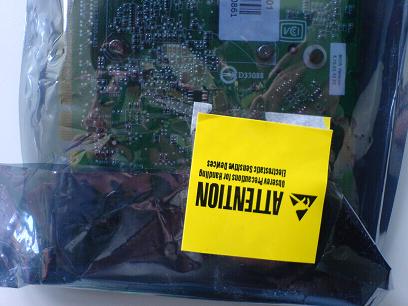 ATTENTION
Observe Precautions for Handling
Electrostatic Sensitive Devices
D33088